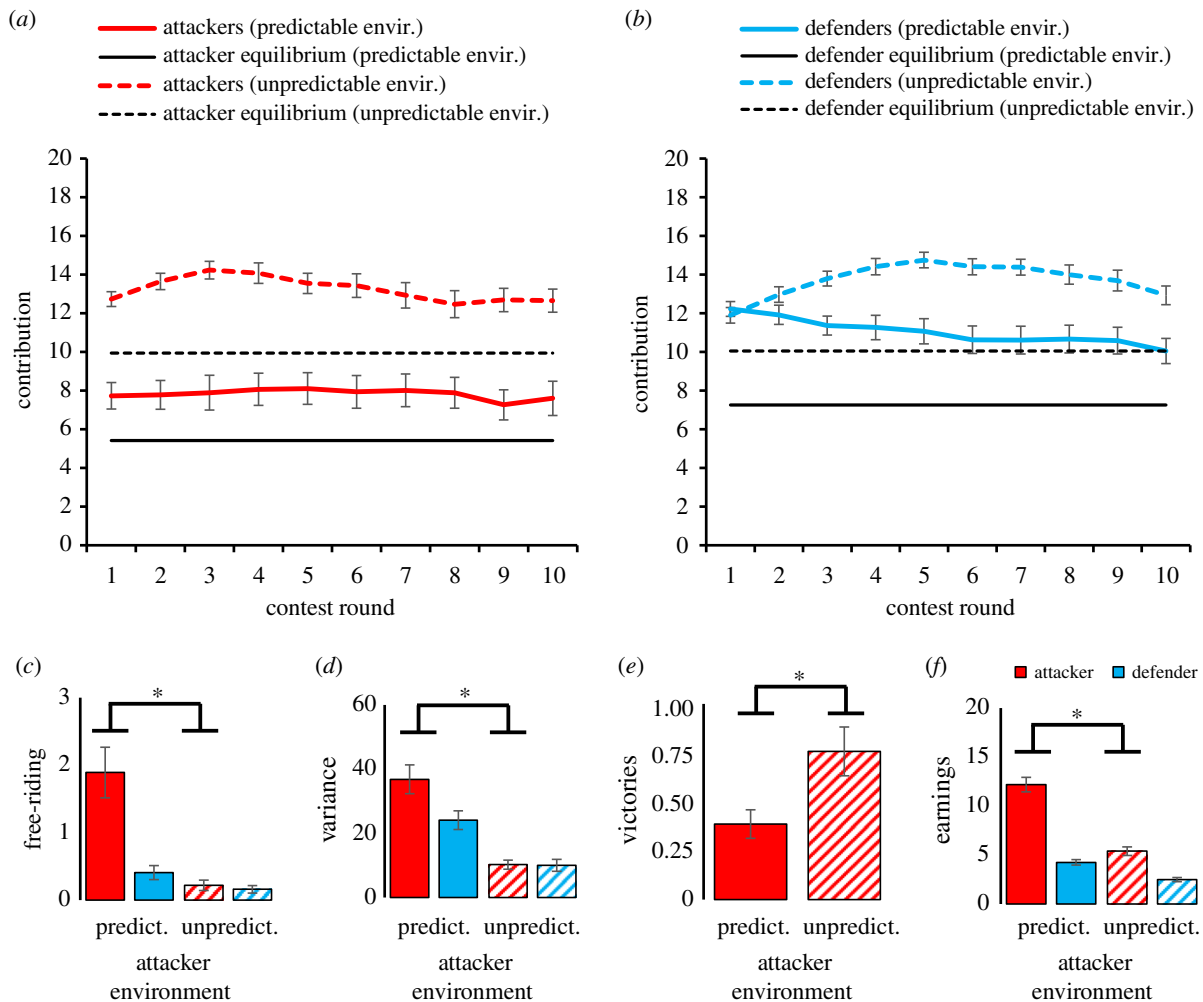 (a)
attackers (predictable envir.)
attacker equilibrium (predictable envir.)
attackers (unpredictable envir.)
attacker equilibrium (unpredictable envir.)
20
18
16
14
12
10
8
6
4
2
0
contribution
1 2 3 4 5 6 7 8 9 10
contest round
(b)
defenders (predictable envir.)
defender equilibrium (predictable envir.)
defenders (unpredictable envir.)
defender equilibrium (unpredictable envir.)
20
18
16
14
12
10
8
6
4
2
0
contribution
1 2 3 4 5 6 7 8 9 10
contest round
(c)
3
2
1
0
free-riding
*
predict. unpredict.
attacker
environment
(d)
60
40
20
0
variance
*
predict. unpredict.
attacker
environment
(e)
1.00
0.75
0.50
0.25
0
victories
*
predict. unpredict.
attacker
environment
(f)
attacker defender
20
15
10
5
0
earnings
*
predict. unpredict.
attacker
environment